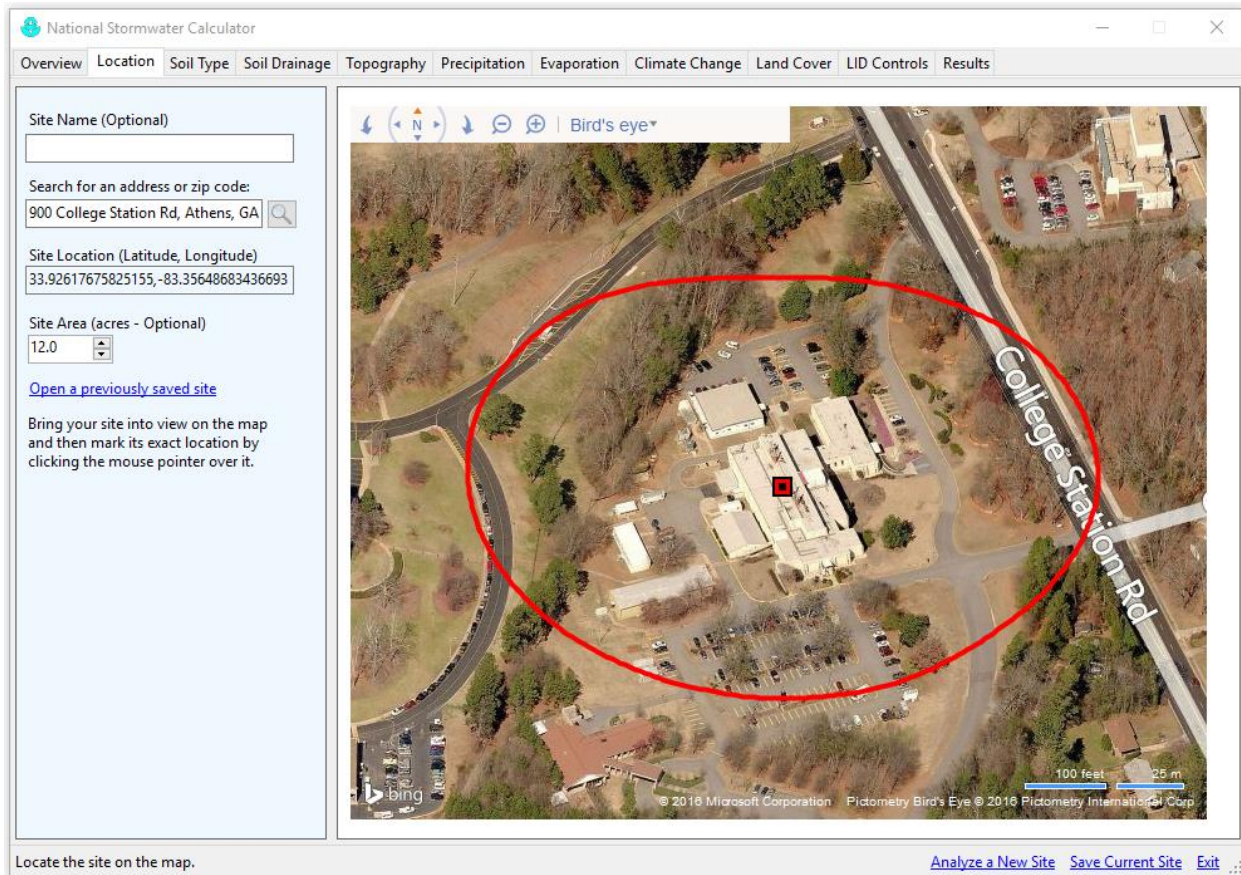 National Stormwater Calculator
Overview Location Soil Type Soil Drainage Topography Precipitation Evaporation Climate Change Land Cover LID Controls Results
Site Name (Optional)
Search for an address or zip code:
900 College Station Rd, Athens, GA
Site Location (Latitude, Longitude)
33.92617675825155,-83.35648683436693
Site Area (acres - Optional)
12.0
Open a previously saved site
Bring your site into view on the map
and then mark its exact location by
clicking the mouse pointer over it.
N Bird's eye
College Station Rd
100 feet 25 m
bing
© 2016 Microsoft Corporation Pictometry Bird's Eye © 2016 Pictometry International Corp
Locate the site on the map.
Analyze a New Site Save Current Site Exit